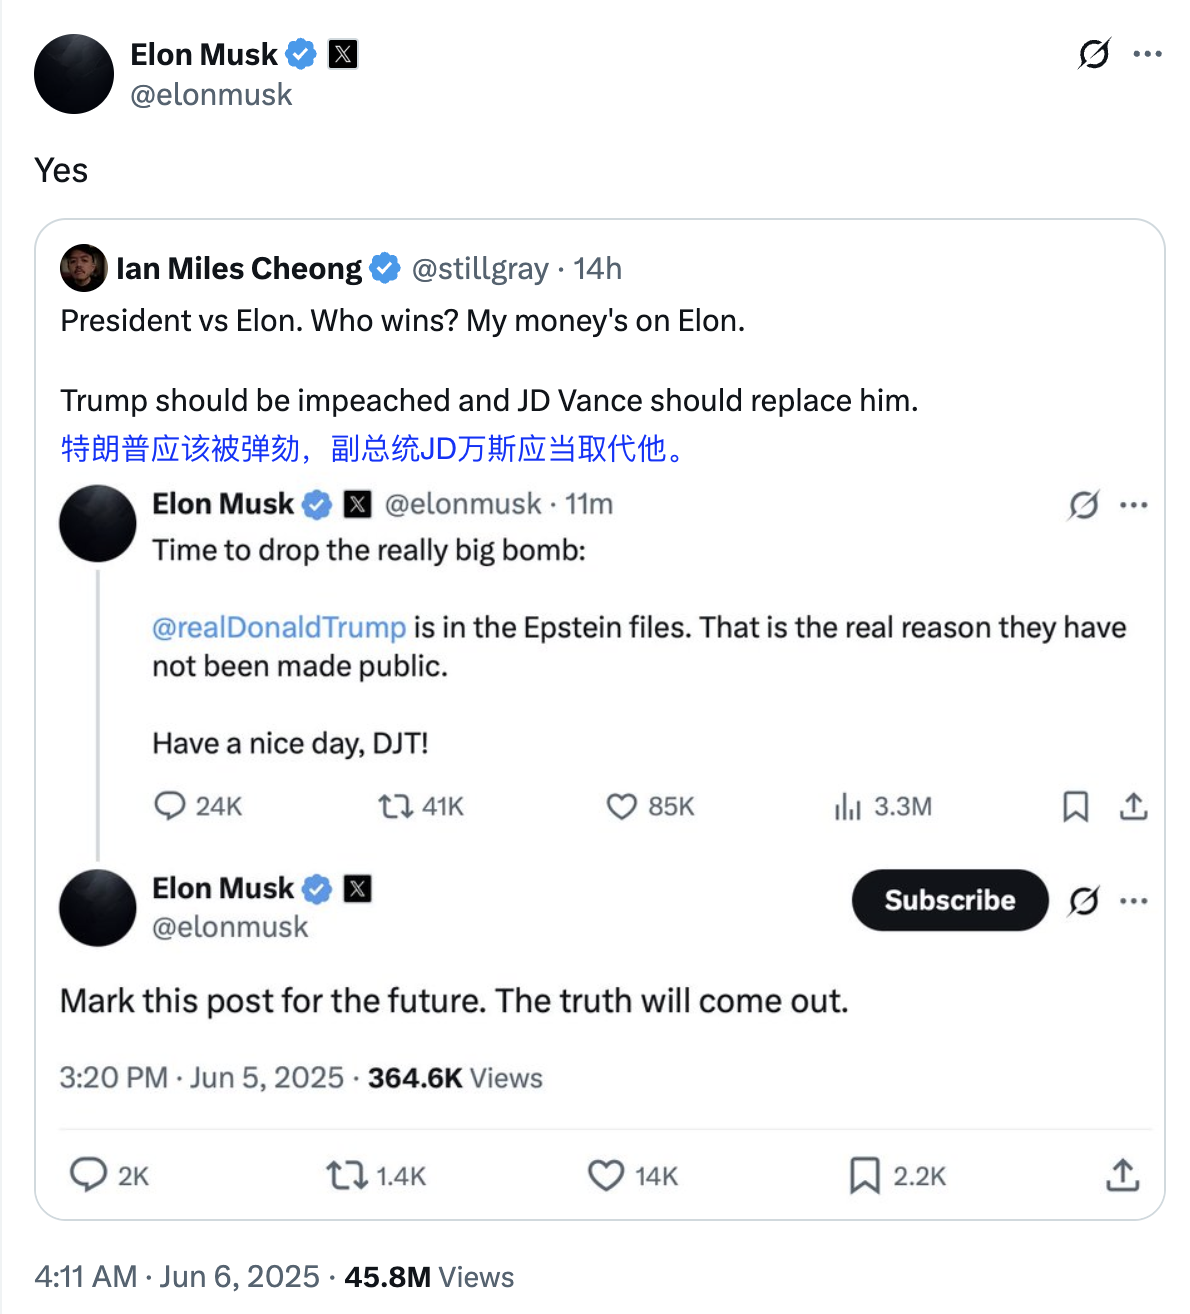 Elon Musk
@elonmusk
Yes
Ian Miles Cheong @stillgray · 14h
President vs Elon. Who wins? My money's on Elon.
Trump should be impeached and JD Vance should replace him.
特朗普应该被弹劾，副总统JD万斯应当取代他。
Elon Musk @elonmusk · 11m
Time to drop the really big bomb:
@realDonaldTrump is in the Epstein files. That is the real reason they have
not been made public.
Have a nice day, DJT!
24K 41K 85K 3.3M
Elon Musk
@elonmusk
Subscribe
Mark this post for the future. The truth will come out.
3:20 PM · Jun 5, 2025 · 364.6K Views
2K 1.4K 14K 2.2K
4:11 AM · Jun 6, 2025 · 45.8M Views